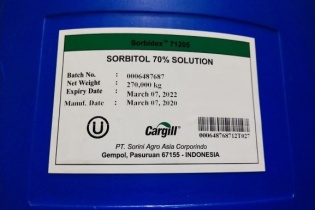 SORBITOL 70% SOLUTION
Batch No. : 0006487687
Net Weight : 270,000 kg
Expiry Date : March 07, 2022
Manuf. Date : March 07, 2020
U
Cargill
PT. Sorini Agro Asia Corporindo
Gempol, Pasuruan 67155 - INDONESIA